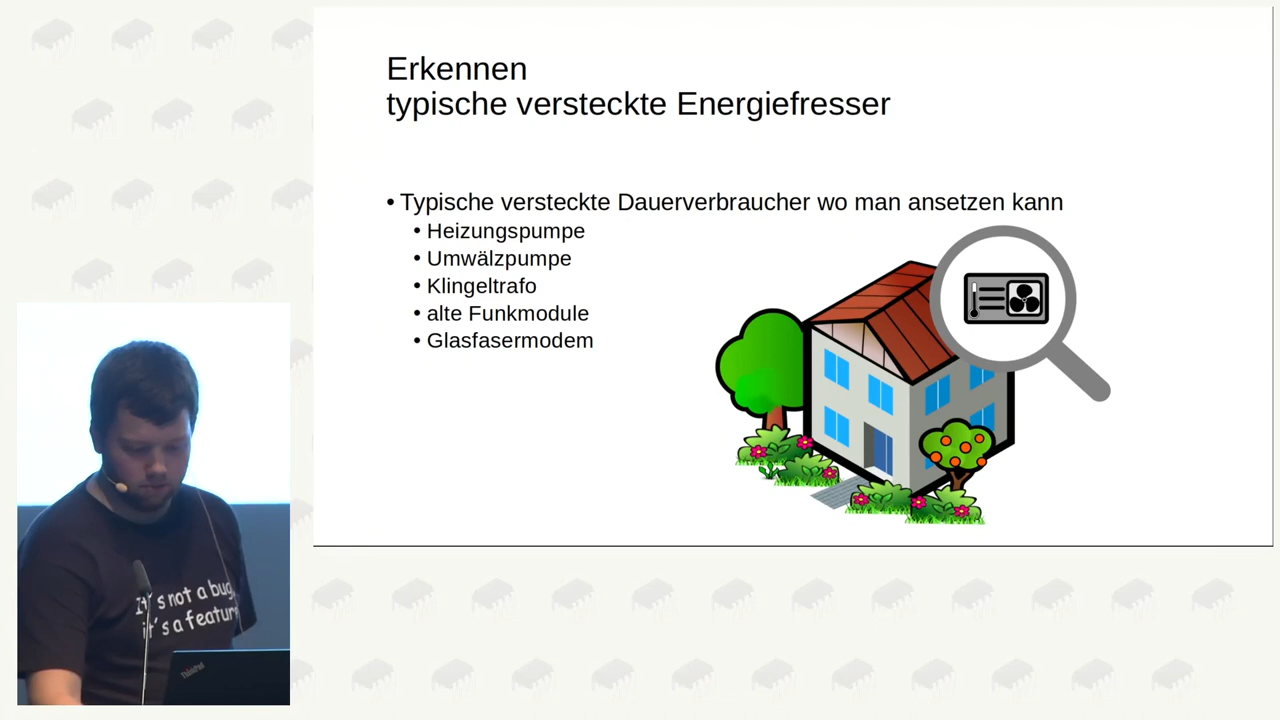 Erkennen
typische versteckte Energiefresser
• Typische versteckte Dauerverbraucher wo man ansetzen kann
• Heizungspumpe
• Umwälzpumpe
• Klingeltrafo
• alte Funkmodule
• Glasfasermodem
It's not a bug,
it's a feature
ThinkPad